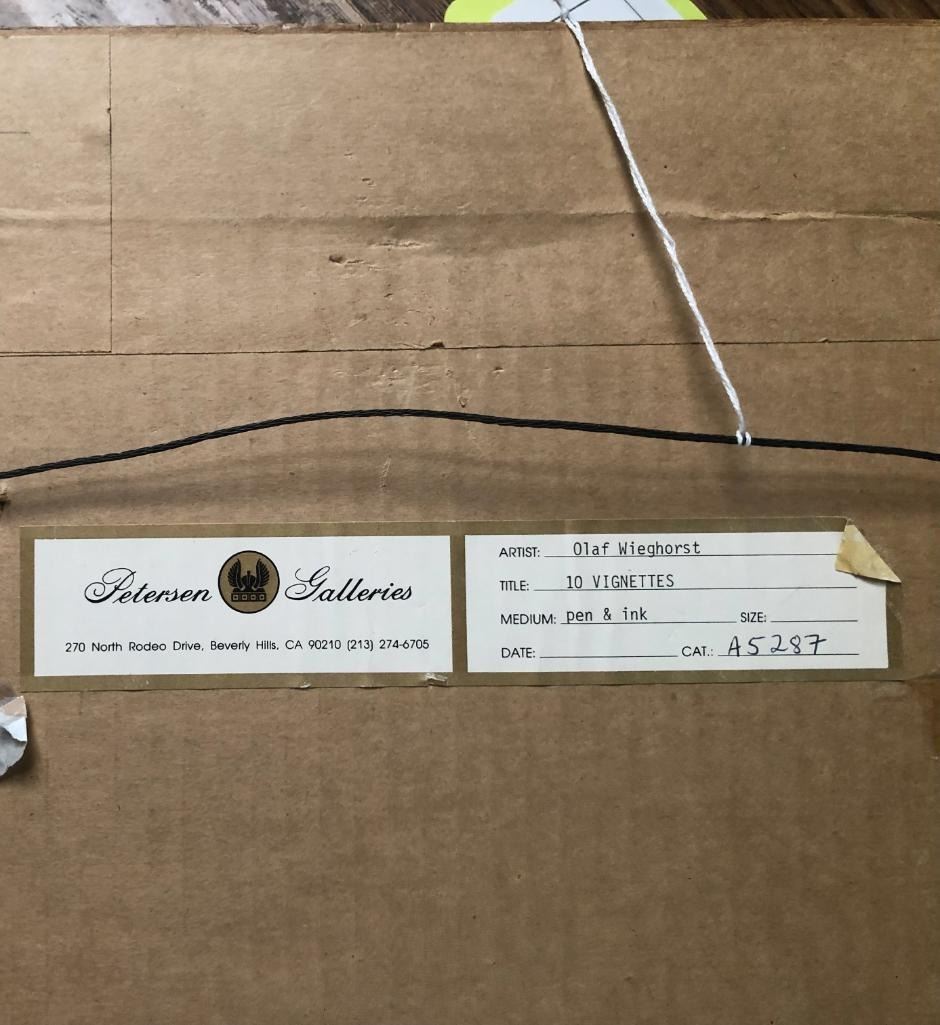 Petersen Galleries
270 North Rodeo Drive, Beverly Hills, CA 90210 (213) 274-6705
ARTIST: Olaf Wieghorst
TITLE: 10 VIGNETTES
MEDIUM: pen & ink SIZE:
DATE: CAT.: A5287